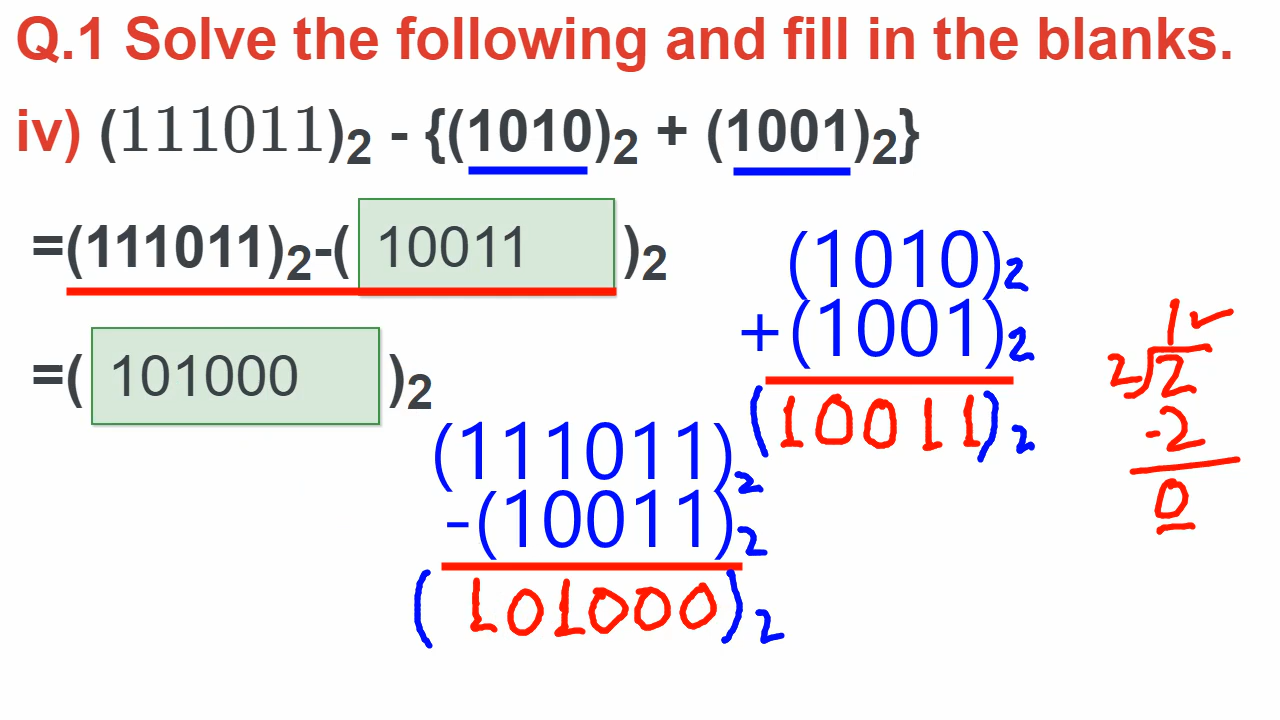 Q.1 Solve the following and fill in the blanks.
iv) (111011)₂ - {(1010)₂ + (1001)₂}
=(111011)₂-( 10011 )₂
=( 101000 )₂
(1010)₂
+(1001)₂
(10011)₂
(111011)₂
-(10011)₂
(101000)₂
1✓
2)2
-2
0